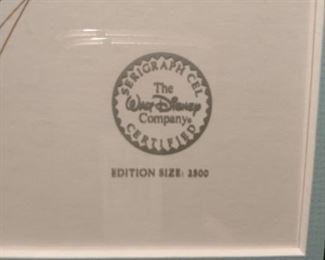 SERIGRAPH CEL
The
Walt Disney
Company®
CERTIFIED
EDITION SIZE: 2500